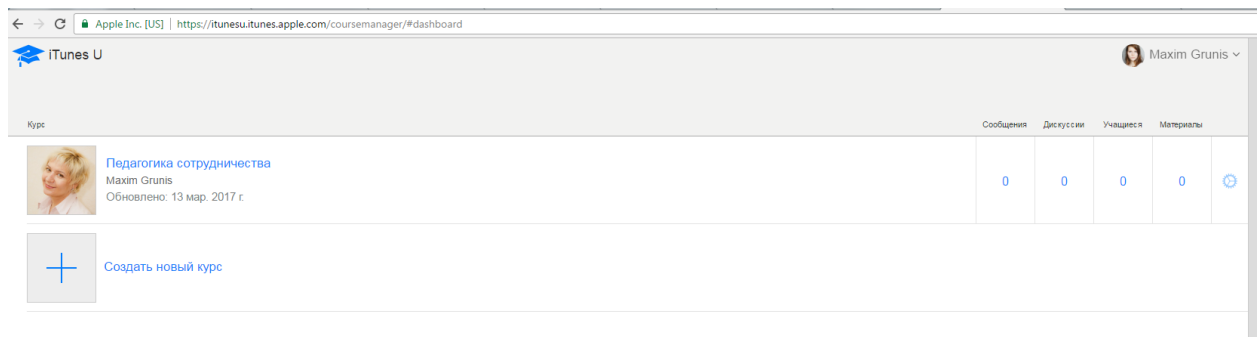 Apple Inc. [US] | https://itunesu.itunes.apple.com/coursemanager/#dashboard
iTunes U
Maxim Grunis
Курс
Сообщения Дискуссии Учащиеся Материалы
Педагогика сотрудничества
Maxim Grunis
Обновлено: 13 мар. 2017 г.
0 0 0 0
Создать новый курс